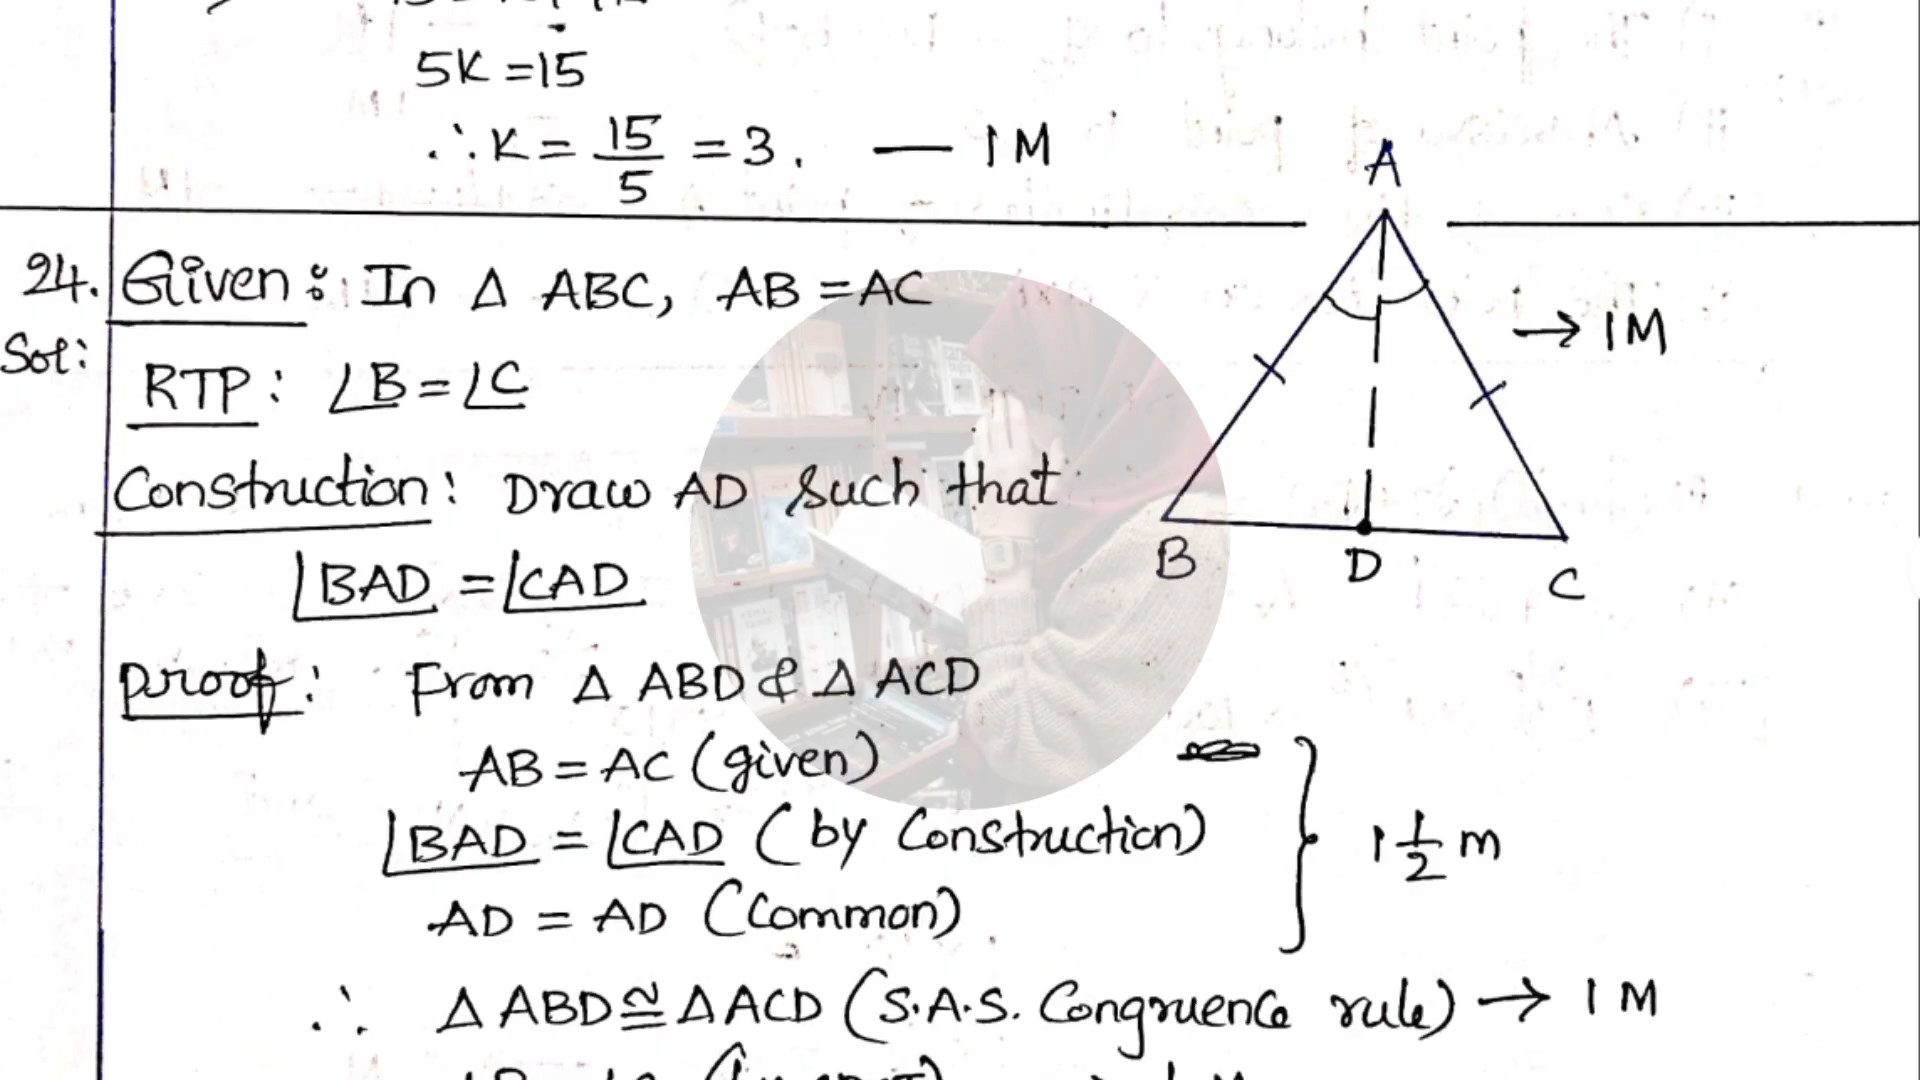 5K = 15
∴ K = 15/5 = 3. — 1M
A
24. Given: In Δ ABC, AB = AC
Sol:
→ 1M
RTP: ∠B = ∠C
Construction: Draw AD such that
B D C
∠BAD = ∠CAD
Proof: From Δ ABD & Δ ACD
AB = AC (given)
∠BAD = ∠CAD (by Construction) } 1 1/2 m
AD = AD (Common)
∴ Δ ABD ≅ Δ ACD (S.A.S. Congruence rule) → 1 M